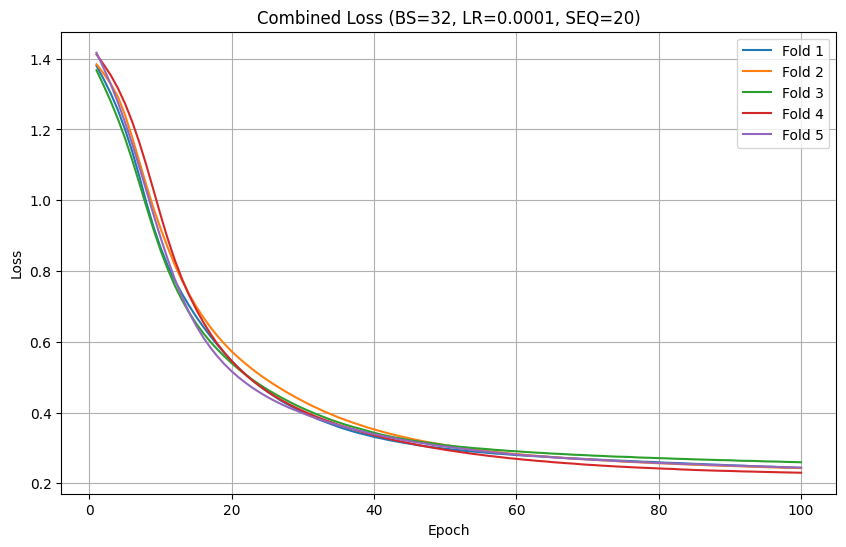 Combined Loss (BS=32, LR=0.0001, SEQ=20)
Fold 1
Fold 2
Fold 3
Fold 4
Fold 5
Loss
1.4
1.2
1.0
0.8
0.6
0.4
0.2
0 20 40 60 80 100
Epoch